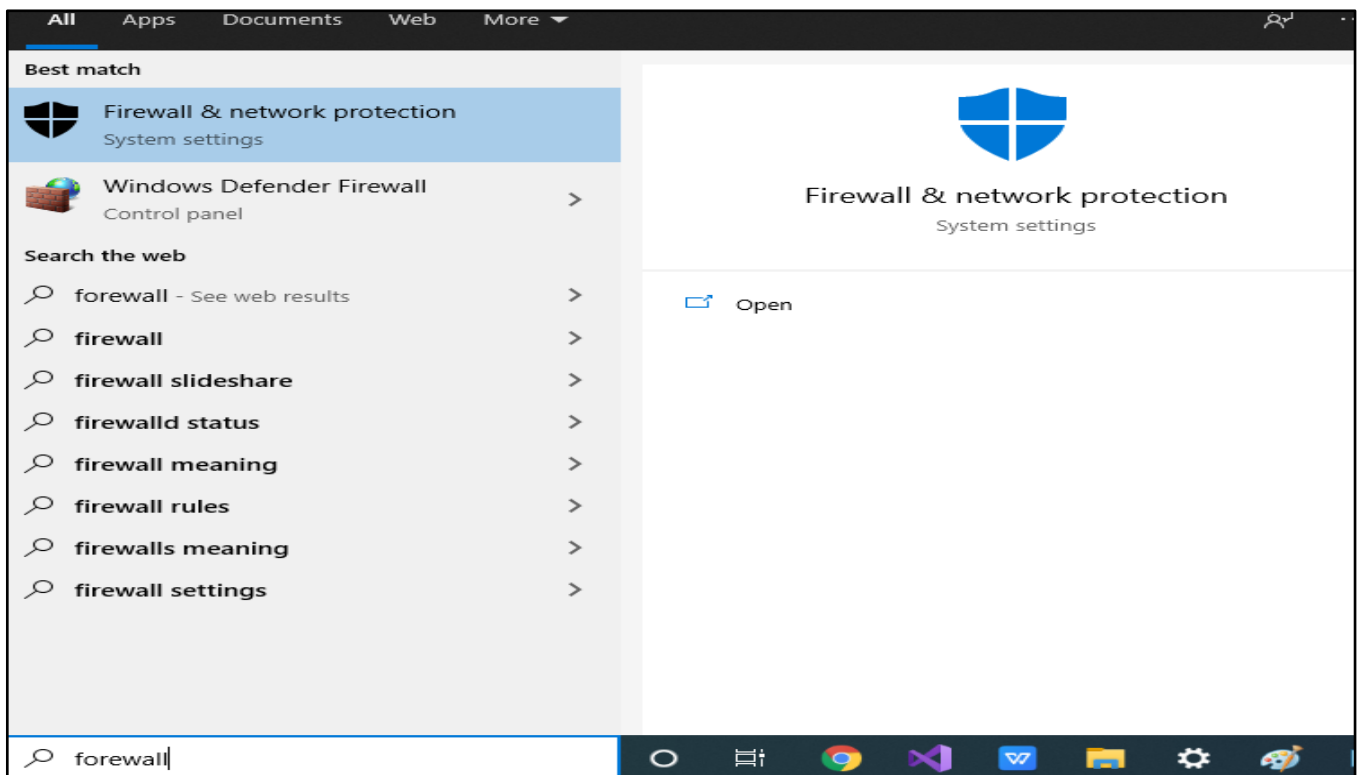 All Apps Documents Web More
Best match
Firewall & network protection
System settings
Windows Defender Firewall
Control panel
Search the web
forewall - See web results
firewall
firewall slideshare
firewalld status
firewall meaning
firewall rules
firewalls meaning
firewall settings
forewall
Firewall & network protection
System settings
Open